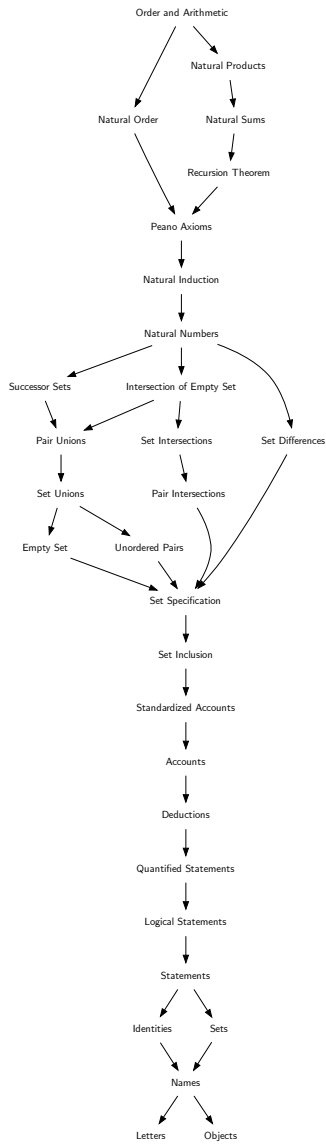 Order and Arithmetic
Natural Products
Natural Order
Natural Sums
Recursion Theorem
Peano Axioms
Natural Induction
Natural Numbers
Successor Sets
Intersection of Empty Set
Pair Unions
Set Intersections
Set Differences
Set Unions
Pair Intersections
Empty Set
Unordered Pairs
Set Specification
Set Inclusion
Standardized Accounts
Accounts
Deductions
Quantified Statements
Logical Statements
Statements
Identities
Sets
Names
Letters
Objects